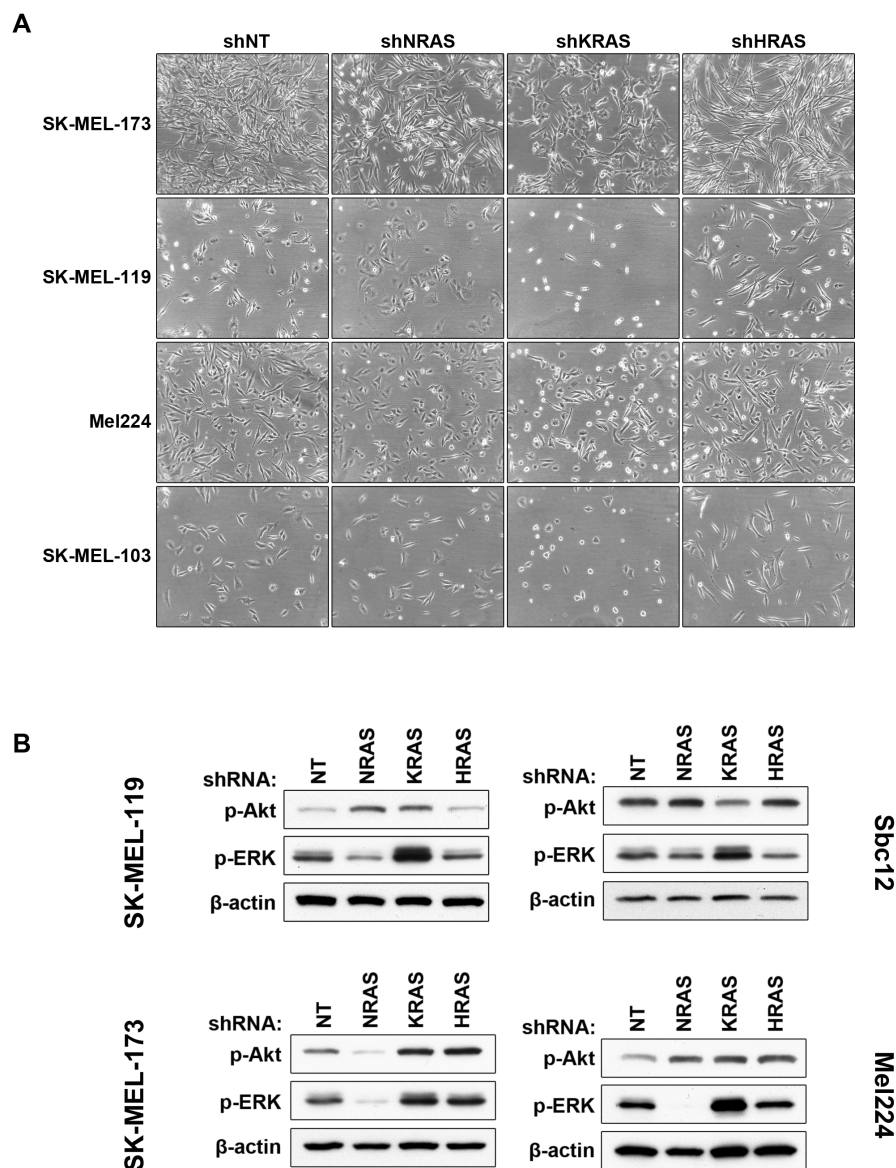 A
shNT shNRAS shKRAS shHRAS
SK-MEL-173
SK-MEL-119
Mel224
SK-MEL-103
B
SK-MEL-119
shRNA: NT NRAS KRAS HRAS
p-Akt
p-ERK
β-actin
shRNA: NT NRAS KRAS HRAS
p-Akt
p-ERK
β-actin
Sbc12
SK-MEL-173
shRNA: NT NRAS KRAS HRAS
p-Akt
p-ERK
β-actin
shRNA: NT NRAS KRAS HRAS
p-Akt
p-ERK
β-actin
Mel224